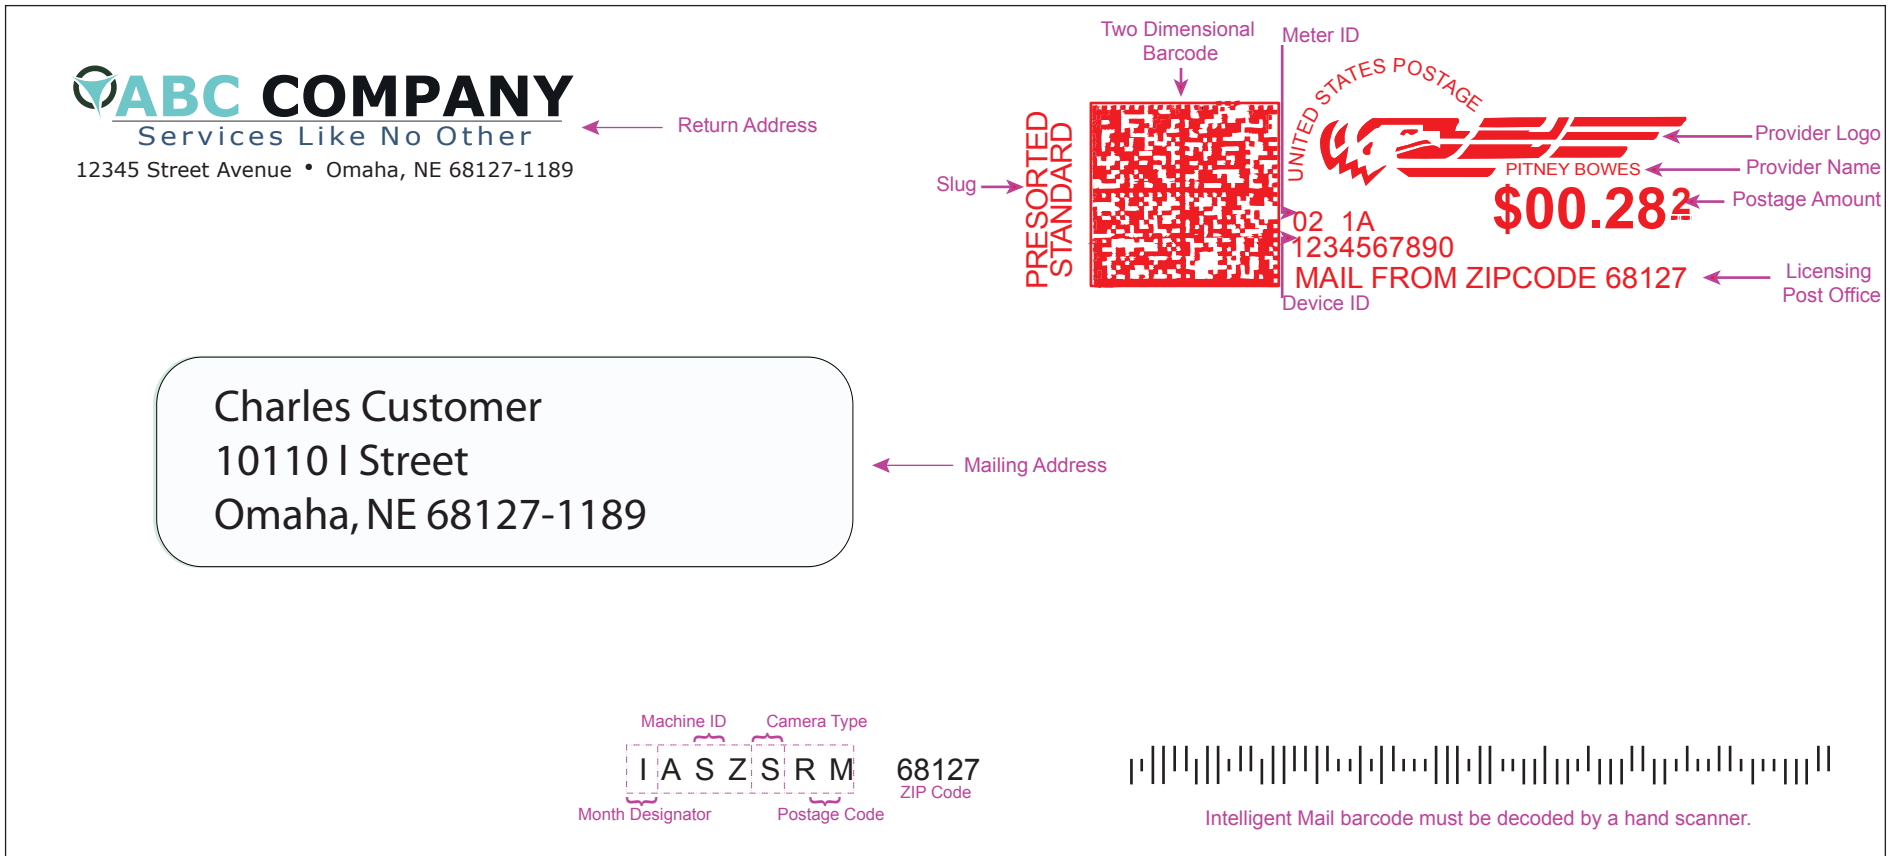 ABC COMPANY
Services Like No Other
12345 Street Avenue • Omaha, NE 68127-1189
Return Address
Two Dimensional
Barcode
Meter ID
Slug
PRESORTED
STANDARD
UNITED STATES POSTAGE
Provider Logo
PITNEY BOWES
Provider Name
$00.28²
Postage Amount
02 1A
1234567890
MAIL FROM ZIPCODE 68127
Licensing
Post Office
Device ID
Charles Customer
10110 I Street
Omaha, NE 68127-1189
Mailing Address
Machine ID
Camera Type
I A S Z S R M
68127
ZIP Code
Month Designator
Postage Code
Intelligent Mail barcode must be decoded by a hand scanner.